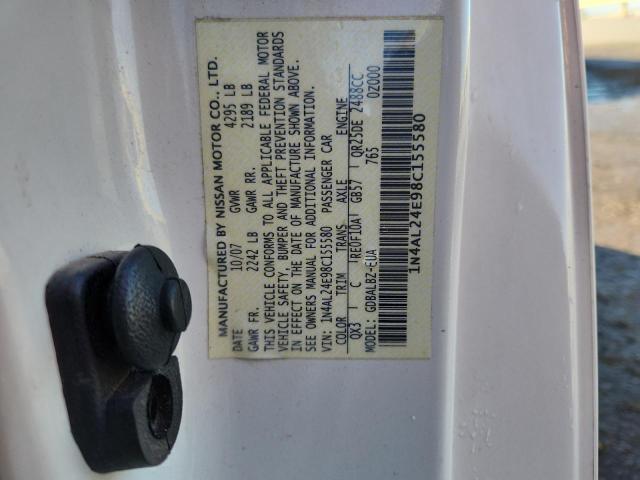 MANUFACTURED BY NISSAN MOTOR CO., LTD.
DATE 10/07 GVWR 4295 LB
GAWR FR. 2242 LB GAWR RR. 2189 LB
THIS VEHICLE CONFORMS TO ALL APPLICABLE FEDERAL MOTOR
VEHICLE SAFETY, BUMPER AND THEFT PREVENTION STANDARDS
IN EFFECT ON THE DATE OF MANUFACTURE SHOWN ABOVE.
SEE OWNERS MANUAL FOR ADDITIONAL INFORMATION.
VIN: 1N4AL24E98C155580 PASSENGER CAR
COLOR TRIM TRANS AXLE ENGINE
QX3 C RE0F10A GB57 QR25DE 2488CC
MODEL: GDBALBZ-EUA 765 0Z000
1N4AL24E98C155580